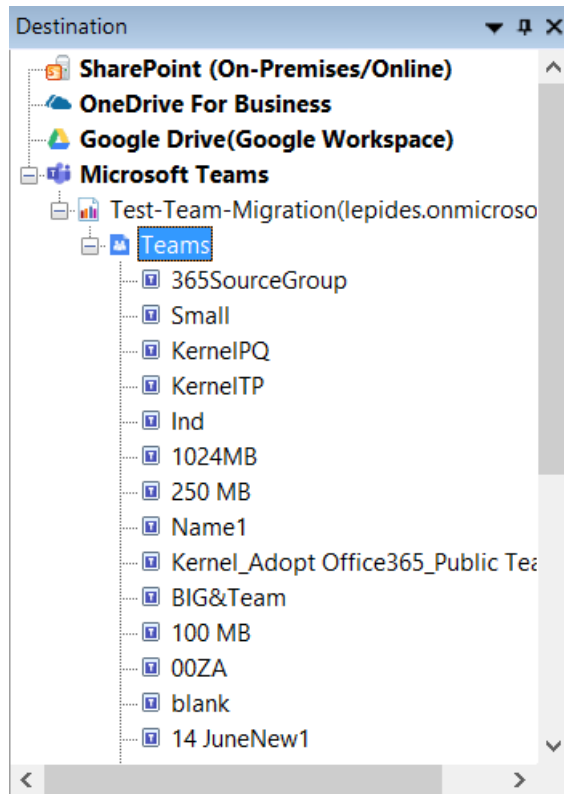 Destination
SharePoint (On-Premises/Online)
OneDrive For Business
Google Drive(Google Workspace)
Microsoft Teams
Test-Team-Migration(lepides.onmicroso
Teams
365SourceGroup
Small
KernelPQ
KernelTP
Ind
1024MB
250 MB
Name1
Kernel_Adopt Office365_Public Tea
BIG&Team
100 MB
00ZA
blank
14 JuneNew1